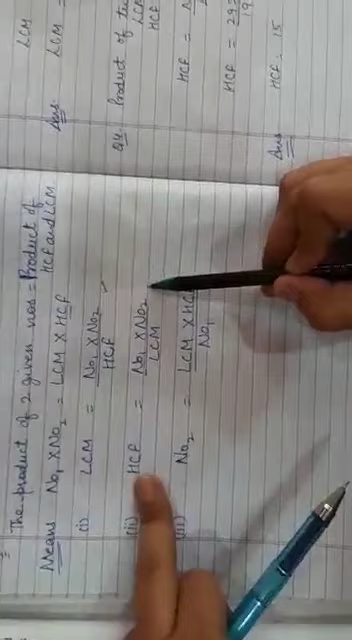 The product of 2 given nos = Product of
HCF and LCM
Means No1 × No2 = LCM × HCF
(i) LCM = No1 × No2
HCF
(ii) HCF = No1 × No2
LCM
(iii) No2 = LCM × HCF
No1
LCM
Ans LCM =
Q4. Product of
LCM
HCF
HCF =
HCF =
Ans HCF = 15